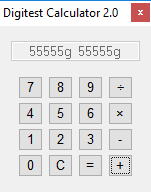 Digitest Calculator 2.0 x
55555g 55555g
7 8 9 ÷
4 5 6 ×
1 2 3 -
0 C = +